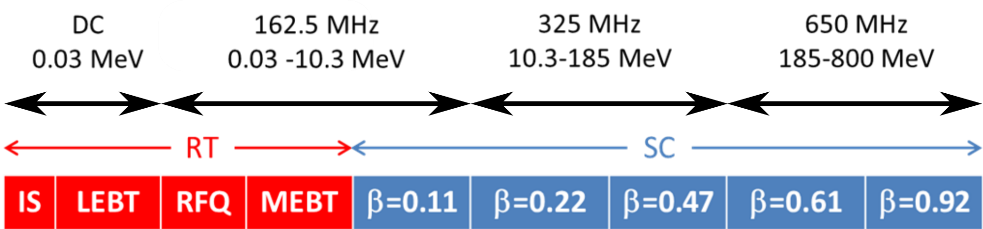 DC 162.5 MHz 325 MHz 650 MHz
0.03 MeV 0.03 -10.3 MeV 10.3-185 MeV 185-800 MeV
RT SC
IS LEBT RFQ MEBT β=0.11 β=0.22 β=0.47 β=0.61 β=0.92